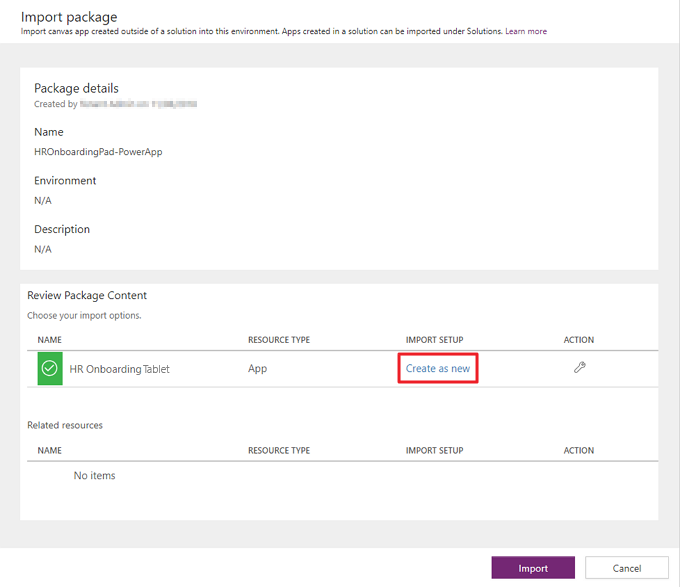 Import package
Import canvas app created outside of a solution into this environment. Apps created in a solution can be imported under Solutions. Learn more
Package details
Created by
Name
HROnboardingPad-PowerApp
Environment
N/A
Description
N/A
Review Package Content
Choose your import options.
NAME RESOURCE TYPE IMPORT SETUP ACTION
HR Onboarding Tablet App Create as new
Related resources
NAME RESOURCE TYPE IMPORT SETUP ACTION
No items
Import Cancel